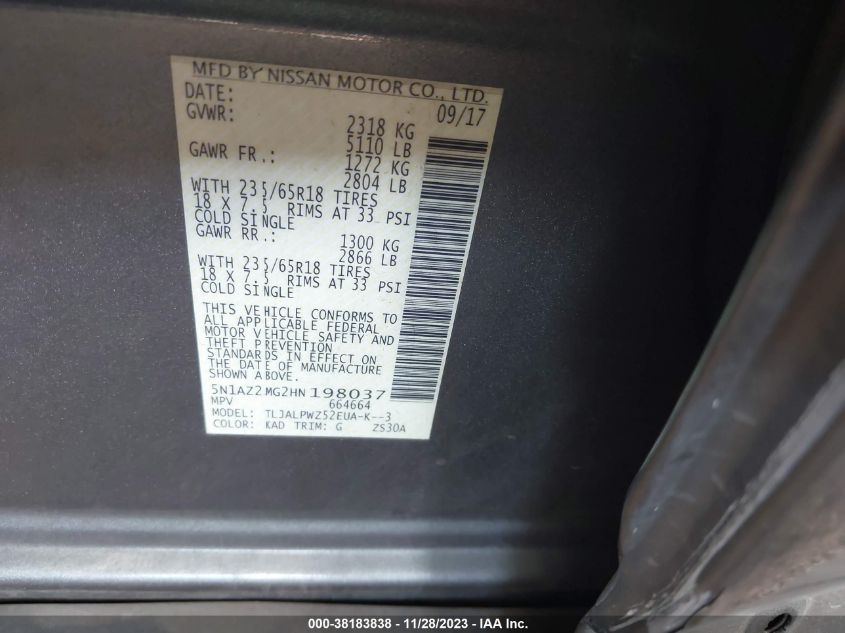 MFD BY NISSAN MOTOR CO., LTD.
DATE: 09/17
GVWR: 2318 KG
5110 LB
GAWR FR.: 1272 KG
2804 LB
WITH 235/65R18 TIRES
18 X 7.5 RIMS AT 33 PSI
COLD SINGLE
GAWR RR.: 1300 KG
2866 LB
WITH 235/65R18 TIRES
18 X 7.5 RIMS AT 33 PSI
COLD SINGLE
THIS VEHICLE CONFORMS TO
ALL APPLICABLE FEDERAL
MOTOR VEHICLE SAFETY AND
THEFT PREVENTION
STANDARDS IN EFFECT ON
THE DATE OF MANUFACTURE
SHOWN ABOVE.
5N1AZ2MG2HN198037
MPV 664664
MODEL: TLJALPWZ52EUA-K--3
COLOR: KAD TRIM: G ZS30A
000-38183838 - 11/28/2023 - IAA Inc.